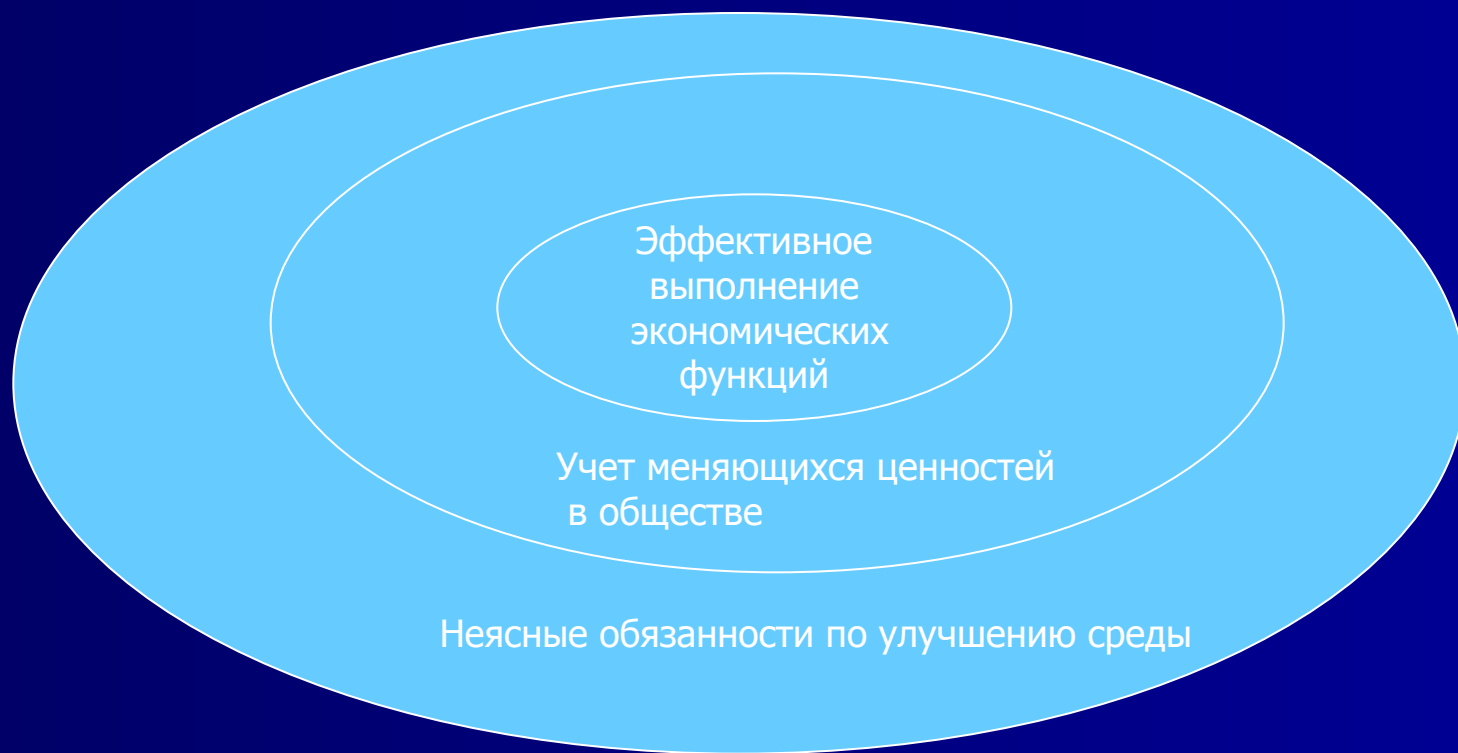 Эффективное
выполнение
экономических
функций
Учет меняющихся ценностей
в обществе
Неясные обязанности по улучшению среды